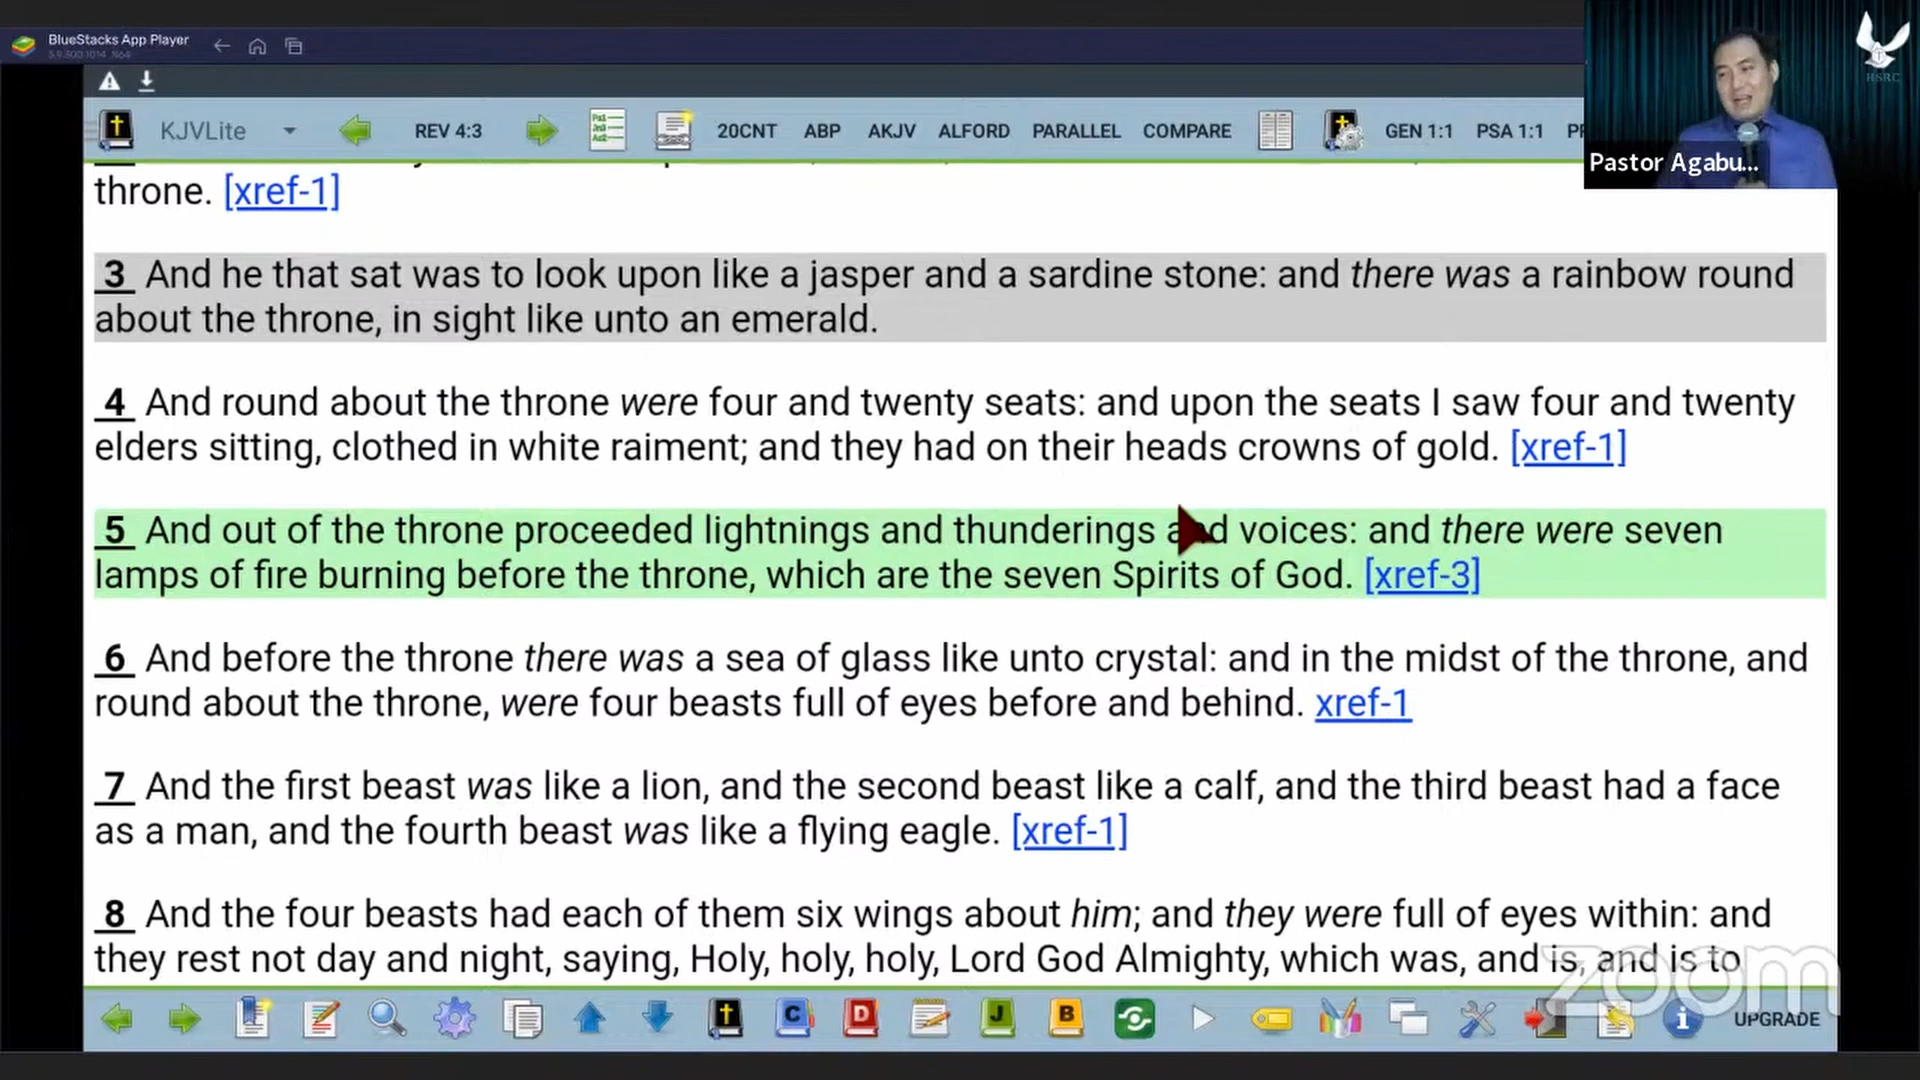 BlueStacks App Player
KJVLite
REV 4:3
20CNT
ABP
AKJV
ALFORD
PARALLEL
COMPARE
GEN 1:1
PSA 1:1
HSRC
Pastor Agabu...
throne. [xref-1]
3 And he that sat was to look upon like a jasper and a sardine stone: and there was a rainbow round
about the throne, in sight like unto an emerald.
4 And round about the throne were four and twenty seats: and upon the seats I saw four and twenty
elders sitting, clothed in white raiment; and they had on their heads crowns of gold. [xref-1]
5 And out of the throne proceeded lightnings and thunderings and voices: and there were seven
lamps of fire burning before the throne, which are the seven Spirits of God. [xref-3]
6 And before the throne there was a sea of glass like unto crystal: and in the midst of the throne, and
round about the throne, were four beasts full of eyes before and behind. xref-1
7 And the first beast was like a lion, and the second beast like a calf, and the third beast had a face
as a man, and the fourth beast was like a flying eagle. [xref-1]
8 And the four beasts had each of them six wings about him; and they were full of eyes within: and
they rest not day and night, saying, Holy, holy, holy, Lord God Almighty, which was, and is, and is to
zoom
C
D
J
B
UPGRADE